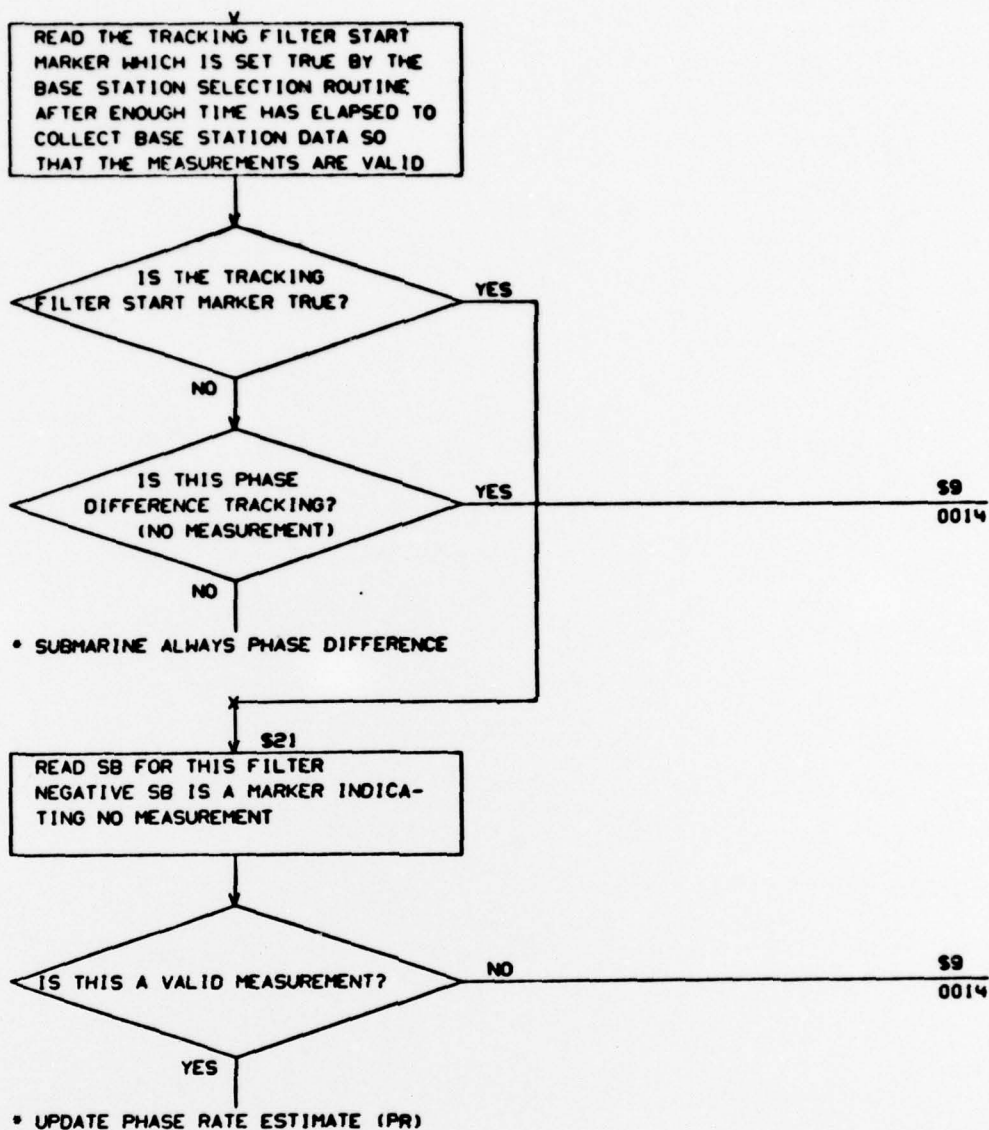 READ THE TRACKING FILTER START
MARKER WHICH IS SET TRUE BY THE
BASE STATION SELECTION ROUTINE
AFTER ENOUGH TIME HAS ELAPSED TO
COLLECT BASE STATION DATA SO
THAT THE MEASUREMENTS ARE VALID
IS THE TRACKING
FILTER START MARKER TRUE?
YES
NO
IS THIS PHASE
DIFFERENCE TRACKING?
(NO MEASUREMENT)
YES
$9
0014
NO
* SUBMARINE ALWAYS PHASE DIFFERENCE
$21
READ SB FOR THIS FILTER
NEGATIVE SB IS A MARKER INDICA-
TING NO MEASUREMENT
IS THIS A VALID MEASUREMENT?
NO
$9
0014
YES
* UPDATE PHASE RATE ESTIMATE (PR)